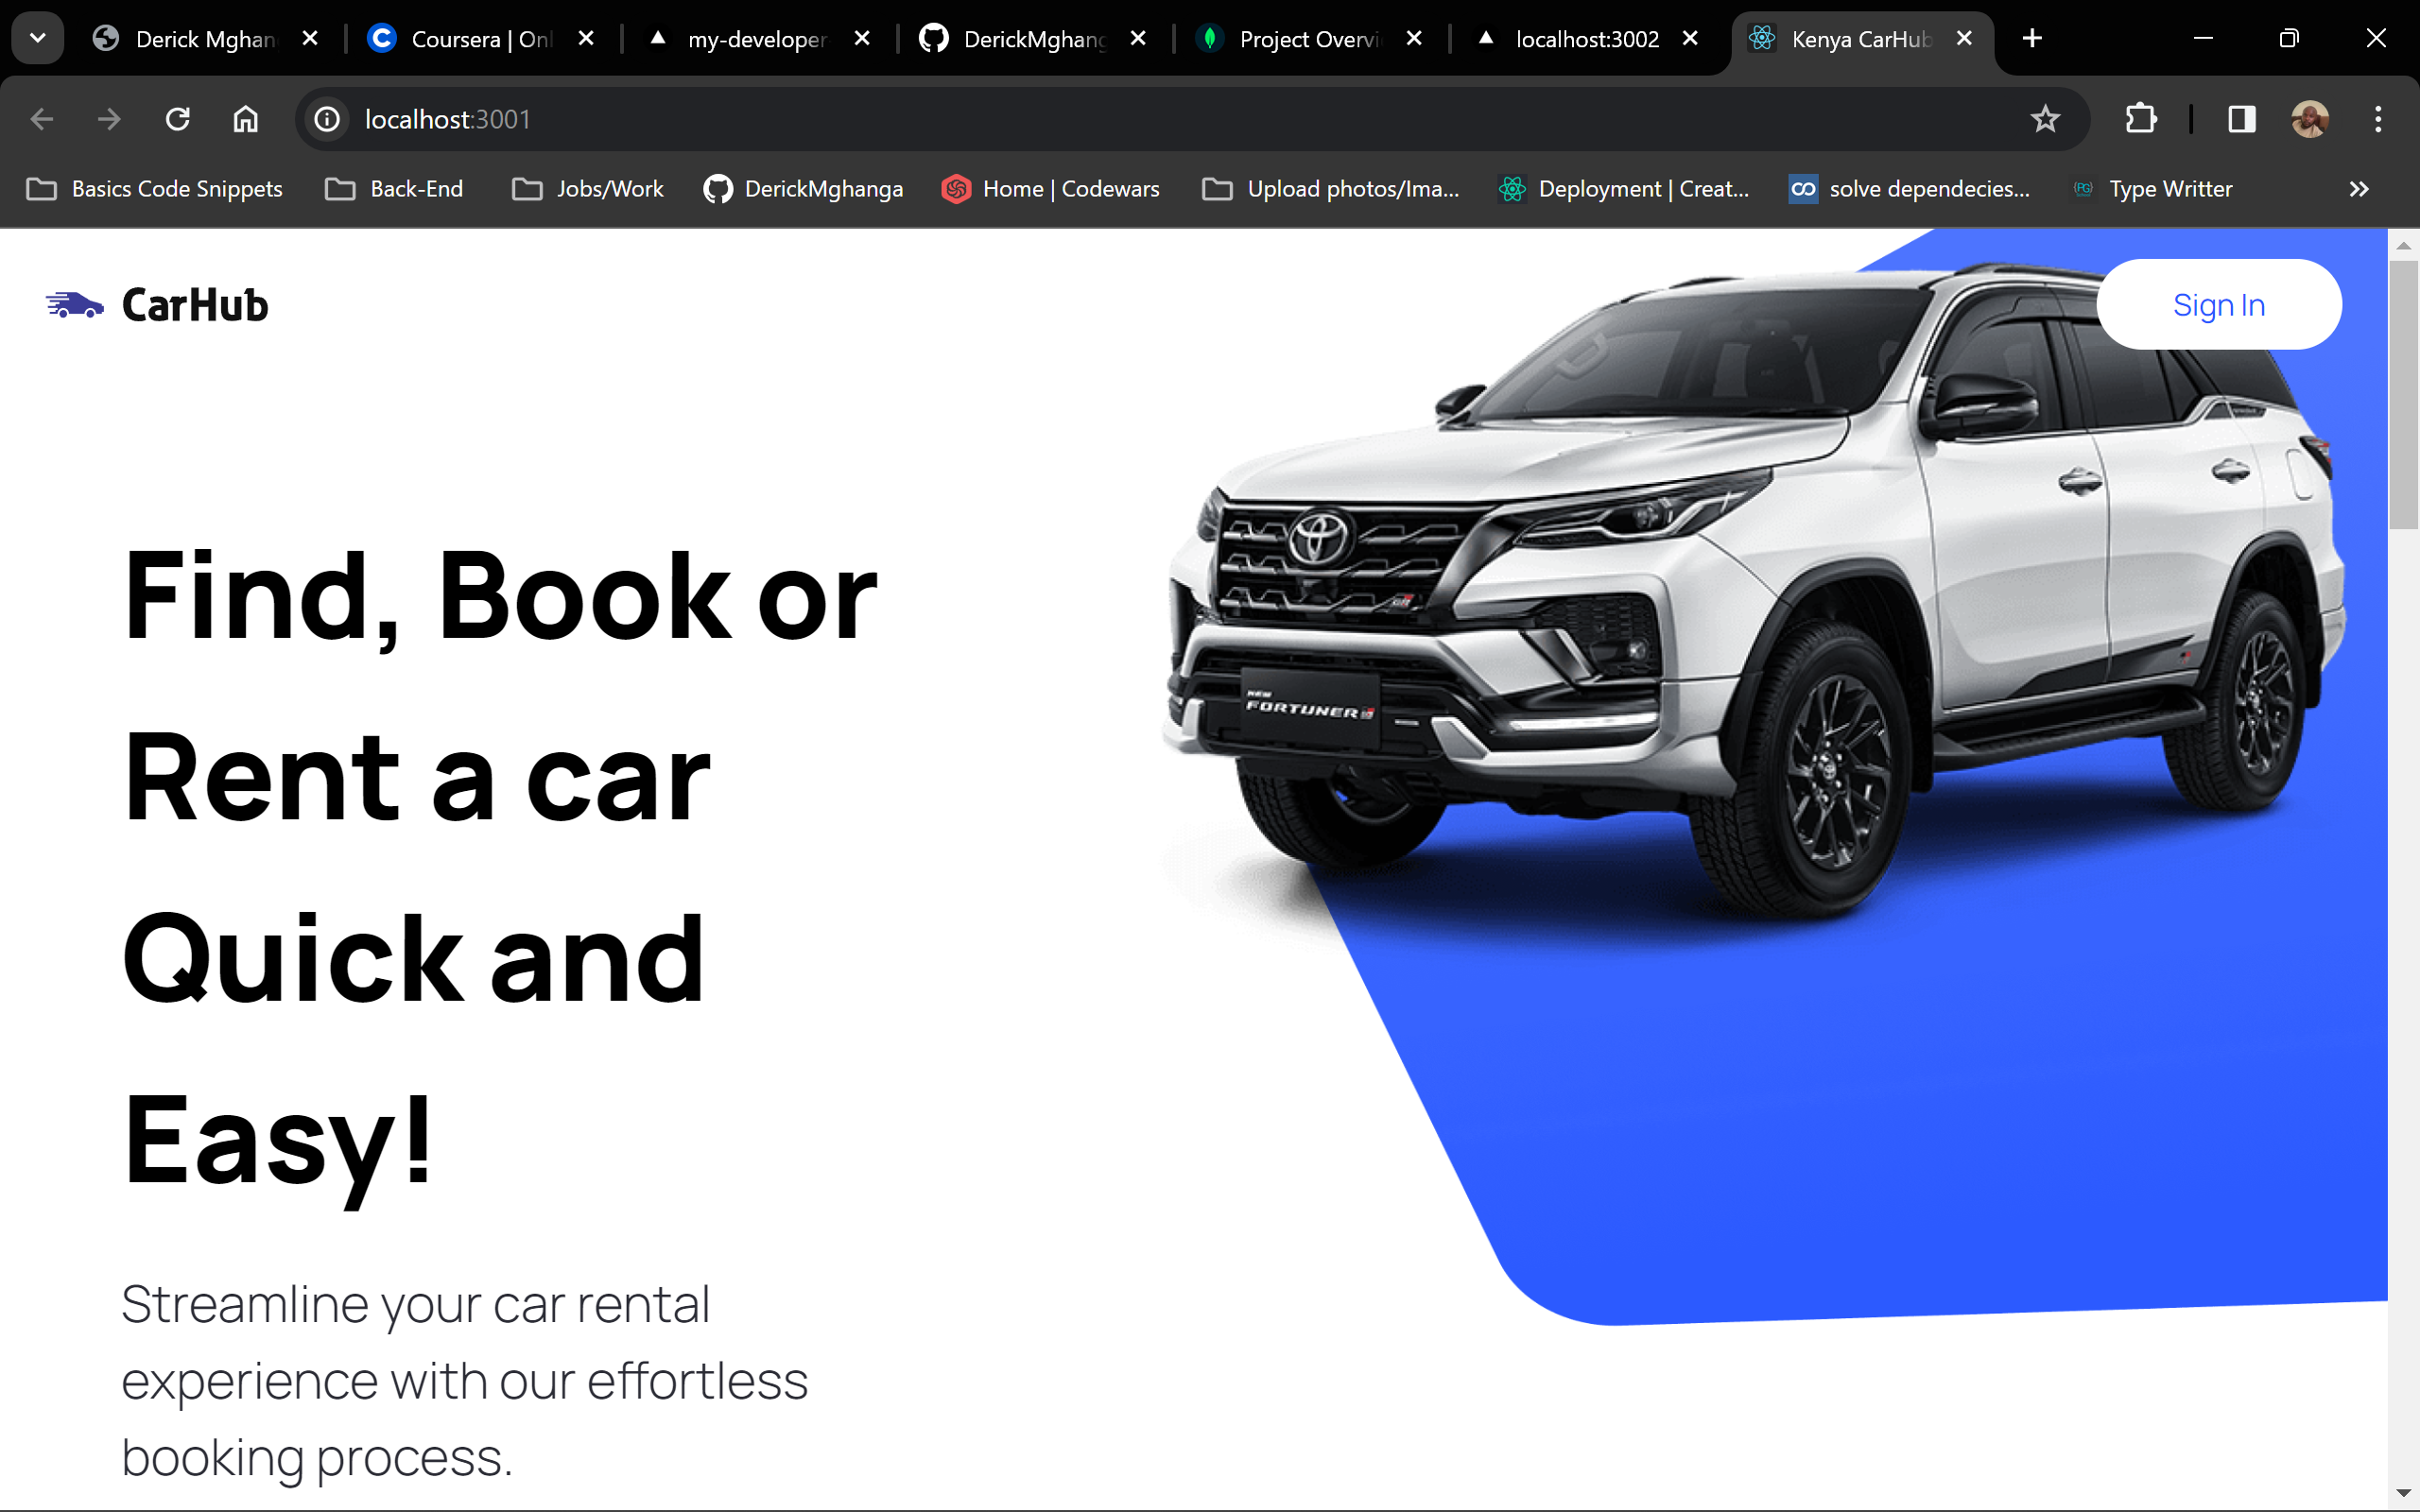 Derick Mghan
Coursera | Onl
my-developer-
DerickMghang
Project Overvi
localhost:3002
Kenya CarHub
localhost:3001
Basics Code Snippets
Back-End
Jobs/Work
DerickMghanga
Home | Codewars
Upload photos/Ima...
Deployment | Creat...
solve dependecies...
Type Writter
CarHub
Sign In
Find, Book or
Rent a car
Quick and
Easy!
NEW
FORTUNER
Streamline your car rental
experience with our effortless
booking process.